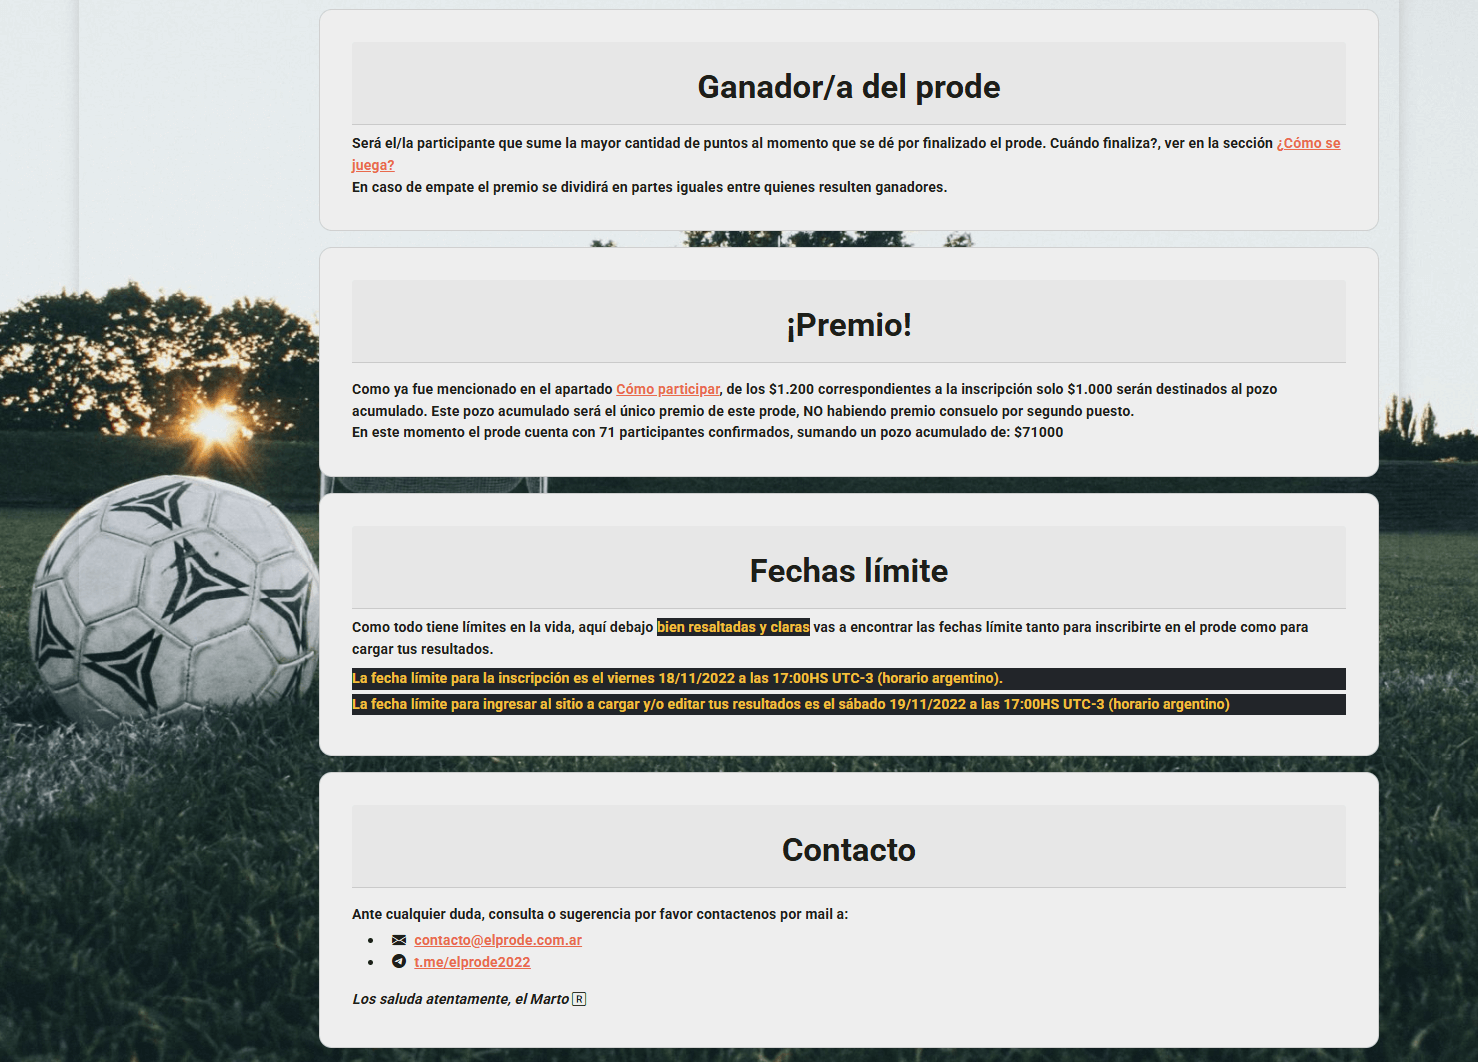 Ganador/a del prode
Será el/la participante que sume la mayor cantidad de puntos al momento que se dé por finalizado el prode. Cuándo finaliza?, ver en la sección ¿Cómo se
juega?
En caso de empate el premio se dividirá en partes iguales entre quienes resulten ganadores.
¡Premio!
Como ya fue mencionado en el apartado Cómo participar, de los $1.200 correspondientes a la inscripción solo $1.000 serán destinados al pozo
acumulado. Este pozo acumulado será el único premio de este prode, NO habiendo premio consuelo por segundo puesto.
En este momento el prode cuenta con 71 participantes confirmados, sumando un pozo acumulado de: $71000
Fechas límite
Como todo tiene límites en la vida, aquí debajo bien resaltadas y claras vas a encontrar las fechas límite tanto para inscribirte en el prode como para
cargar tus resultados.
La fecha límite para la inscripción es el viernes 18/11/2022 a las 17:00HS UTC-3 (horario argentino).
La fecha límite para ingresar al sitio a cargar y/o editar tus resultados es el sábado 19/11/2022 a las 17:00HS UTC-3 (horario argentino)
Contacto
Ante cualquier duda, consulta o sugerencia por favor contactenos por mail a:
contacto@elprode.com.ar
t.me/elprode2022
Los saluda atentamente, el Marto R